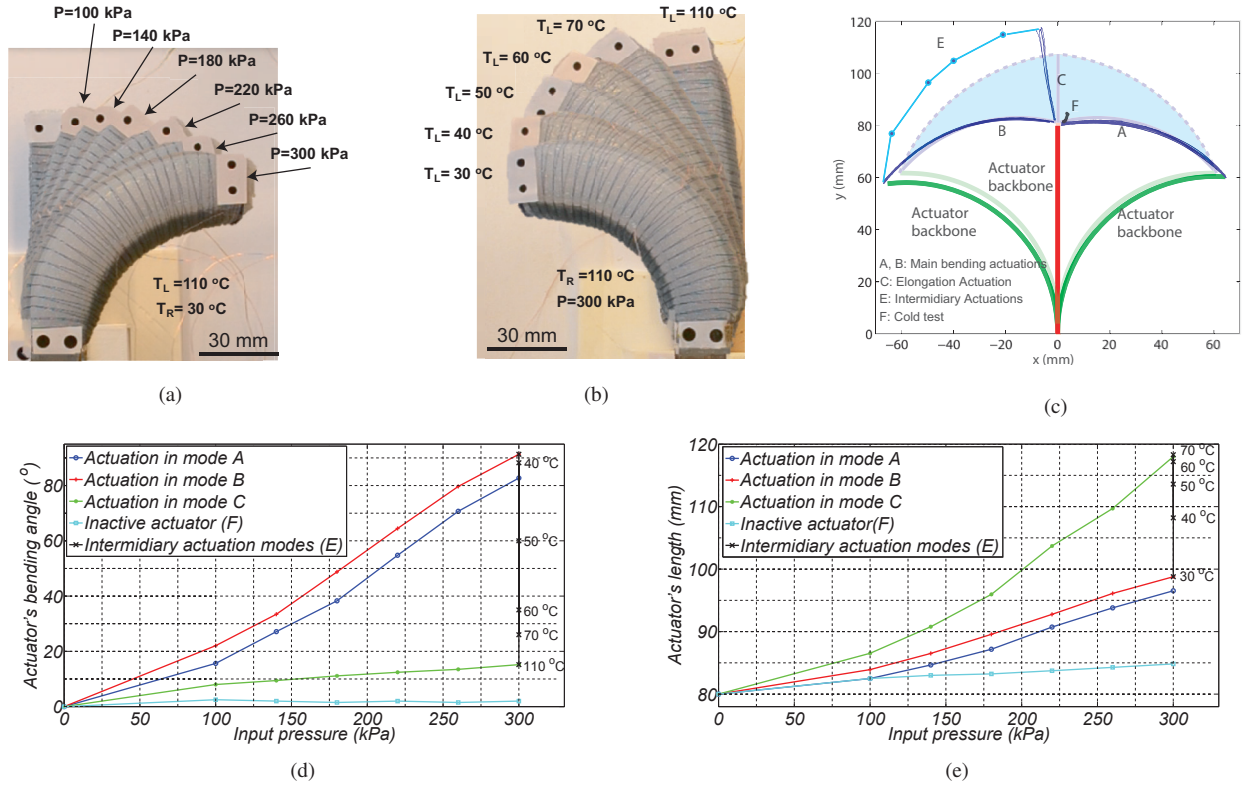 P=100 kPa
P=140 kPa
P=180 kPa
P=220 kPa
P=260 kPa
P=300 kPa
T_L=110 °C
T_R= 30 °C
30 mm
(a)
T_L= 110 °C
T_L= 70 °C
T_L= 60 °C
T_L= 50 °C
T_L= 40 °C
T_L= 30 °C
T_R=110 °C
P=300 kPa
30 mm
(b)
120
100
80
60
40
20
0
y (mm)
E
C
F
B
A
Actuator
backbone
Actuator
backbone
Actuator
backbone
A, B: Main bending actuations
C: Elongation Actuation
E: Intermidiary Actuations
F: Cold test
−60 −40 −20 0 20 40 60
x (mm)
(c)
Actuator's bending angle (°)
80
60
40
20
0
Actuation in mode A
Actuation in mode B
Actuation in mode C
Inactive actuator (F)
Intermidiary actuation modes (E)
40 °C
50 °C
60 °C
70 °C
110 °C
0 50 100 150 200 250 300
Input pressure (kPa)
(d)
Actuator's length (mm)
120
110
100
90
80
Actuation in mode A
Actuation in mode B
Actuation in mode C
Inactive actuator(F)
Intermidiary actuation modes (E)
70 °C
60 °C
50 °C
40 °C
30 °C
0 50 100 150 200 250 300
Input pressure (kPa)
(e)